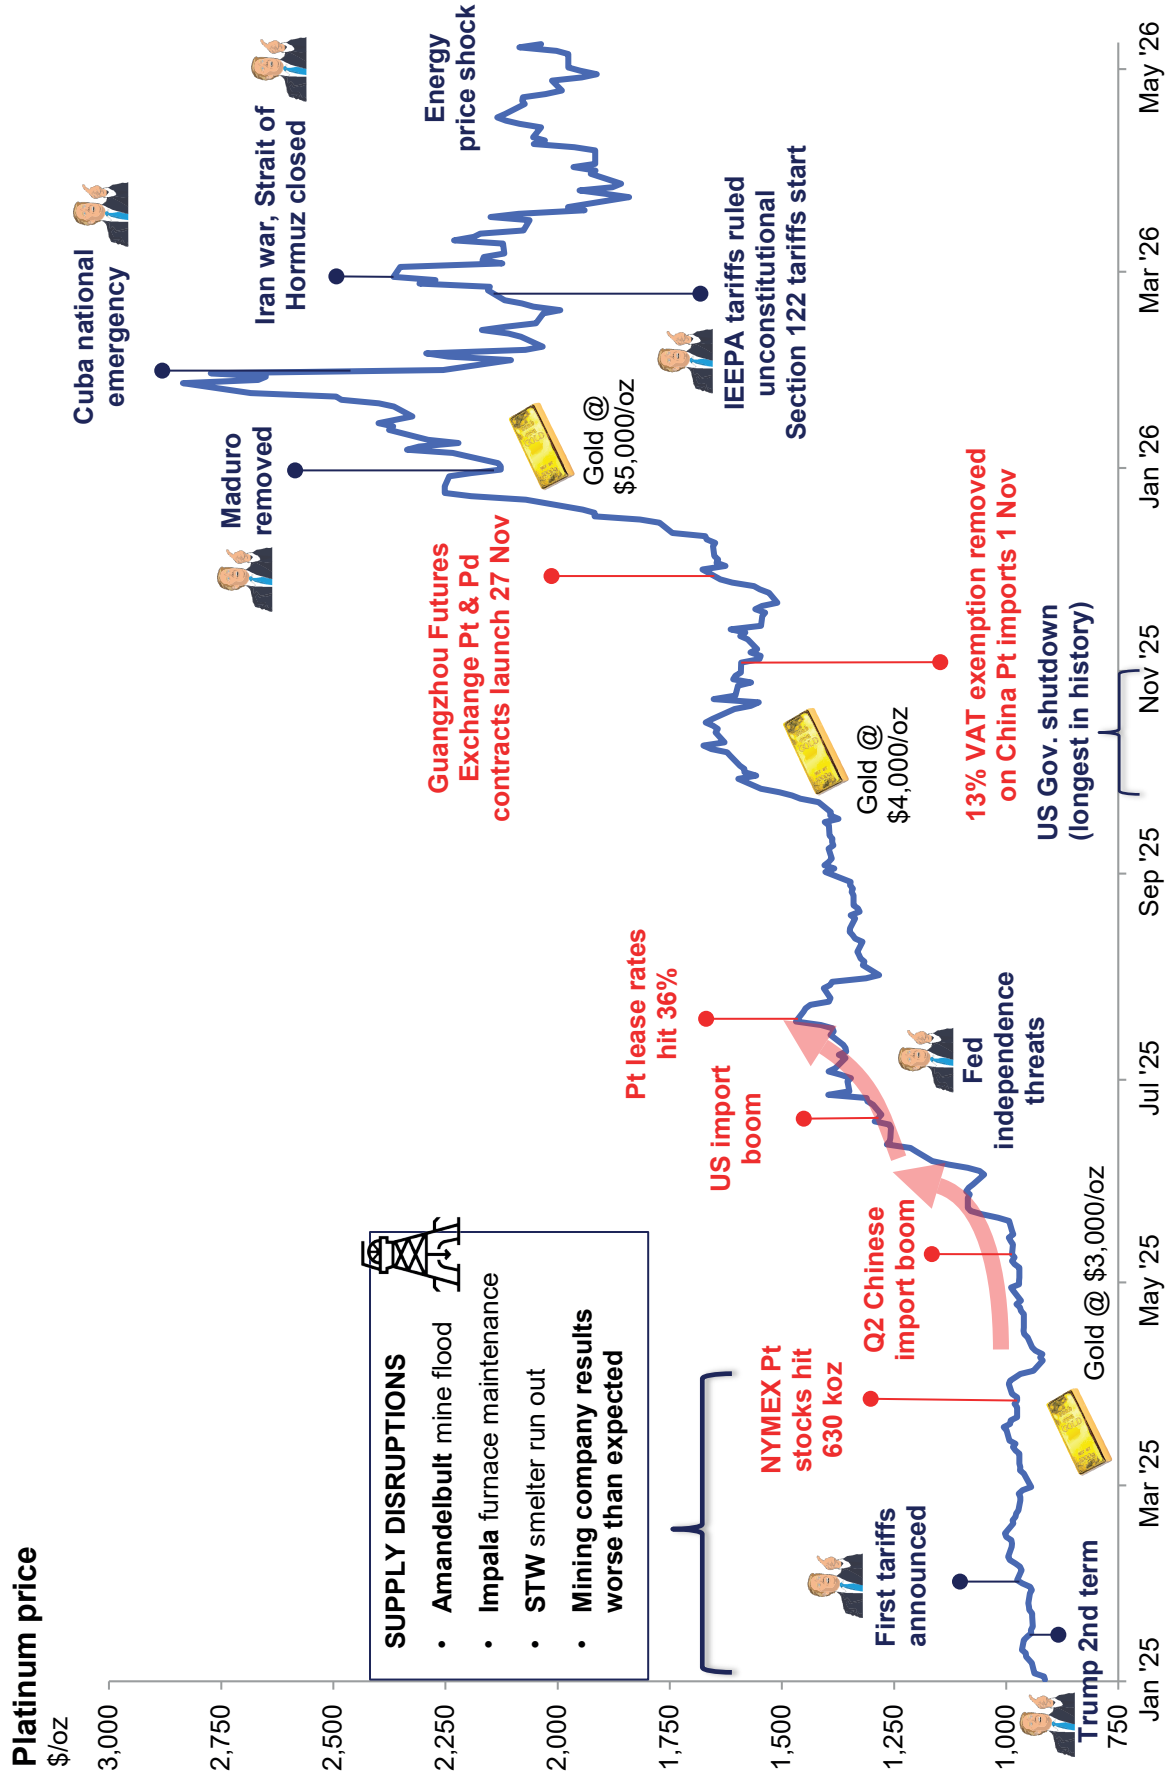 Platinum price
$/oz
3,000
2,750
2,500
2,250
2,000
1,750
1,500
1,250
1,000
750
Jan '25
Mar '25
May '25
Jul '25
Sep '25
Nov '25
Jan '26
Mar '26
May '26
SUPPLY DISRUPTIONS
• Amandelbult mine flood
• Impala furnace maintenance
• STW smelter run out
• Mining company results
worse than expected
Trump 2nd term
First tariffs
announced
NYMEX Pt
stocks hit
630 koz
Gold @ $3,000/oz
Q2 Chinese
import boom
US import
boom
Pt lease rates
hit 36%
Fed
independence
threats
Gold @
$4,000/oz
US Gov. shutdown
(longest in history)
13% VAT exemption removed
on China Pt imports 1 Nov
Guangzhou Futures
Exchange Pt & Pd
contracts launch 27 Nov
Maduro
removed
Gold @
$5,000/oz
Cuba national
emergency
IEEPA tariffs ruled
unconstitutional
Section 122 tariffs start
Iran war, Strait of
Hormuz closed
Energy
price shock